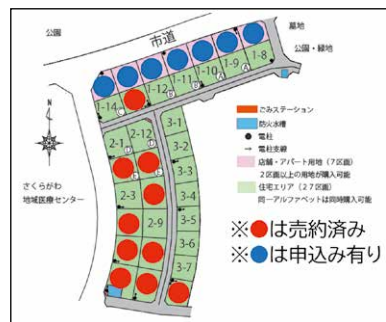 公園
市道
墓地
公園・緑地
1-14
1-12
1-11
1-10
1-9
1-8
N
ごみステーション
防火水槽
電柱
電柱支線
店舗・アパート用地（7区画）
2区画以上の用地が購入可能
住宅エリア（27区画）
同一アルファベットは同時購入可能
さくらがわ
地域医療センター
2-1
2-12
2-3
2-9
3-1
3-2
3-3
3-4
3-5
3-6
3-7
※●は売約済み
※●は申込み有り